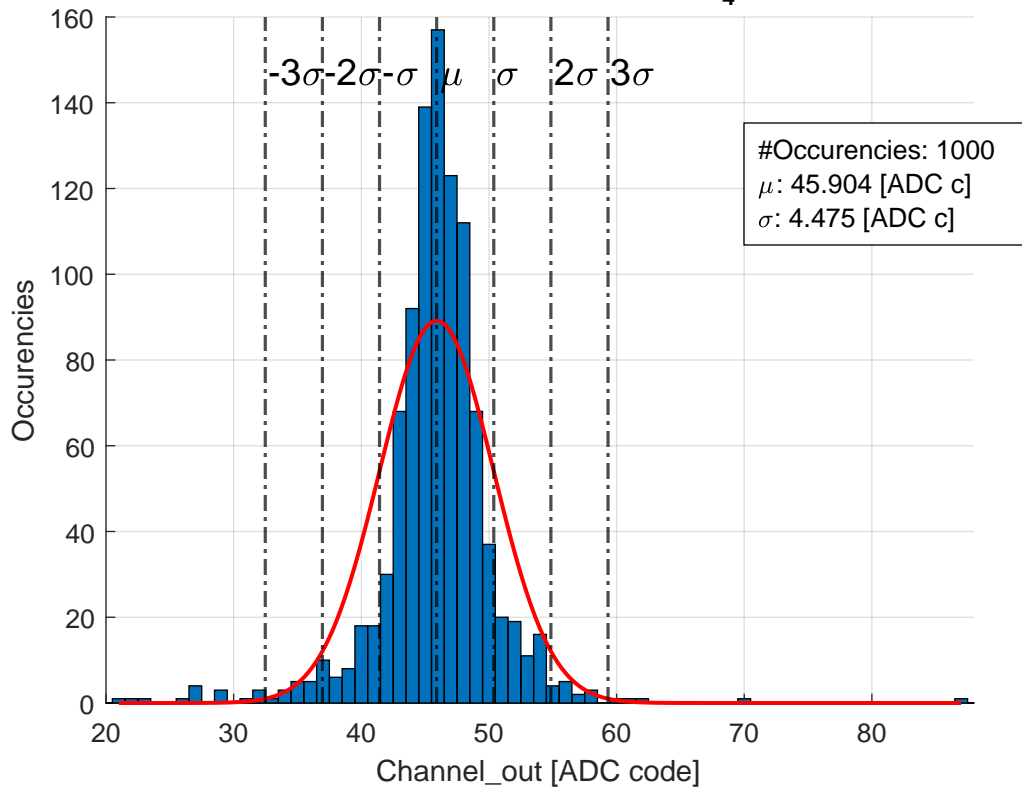 4
160
140
120
100
80
60
40
20
0
Occurencies
-3σ -2σ -σ μ σ 2σ 3σ
#Occurencies: 1000
μ: 45.904 [ADC c]
σ: 4.475 [ADC c]
20 30 40 50 60 70 80
Channel_out [ADC code]